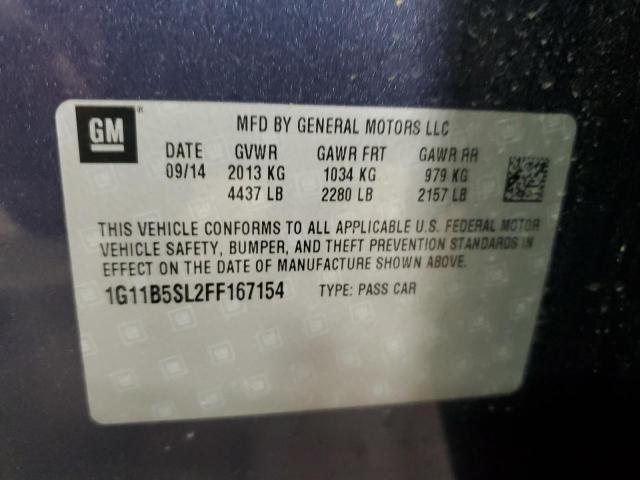 GM
MFD BY GENERAL MOTORS LLC
DATE GVWR GAWR FRT GAWR RR
09/14 2013 KG 1034 KG 979 KG
4437 LB 2280 LB 2157 LB
THIS VEHICLE CONFORMS TO ALL APPLICABLE U.S. FEDERAL MOTOR
VEHICLE SAFETY, BUMPER, AND THEFT PREVENTION STANDARDS IN
EFFECT ON THE DATE OF MANUFACTURE SHOWN ABOVE.
1G11B5SL2FF167154 TYPE: PASS CAR